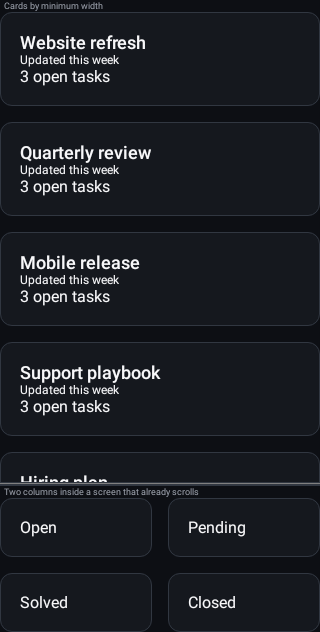 Cards by minimum width
Website refresh
Updated this week
3 open tasks
Quarterly review
Updated this week
3 open tasks
Mobile release
Updated this week
3 open tasks
Support playbook
Updated this week
3 open tasks
Hiring plan
Two columns inside a screen that already scrolls
Open
Pending
Solved
Closed